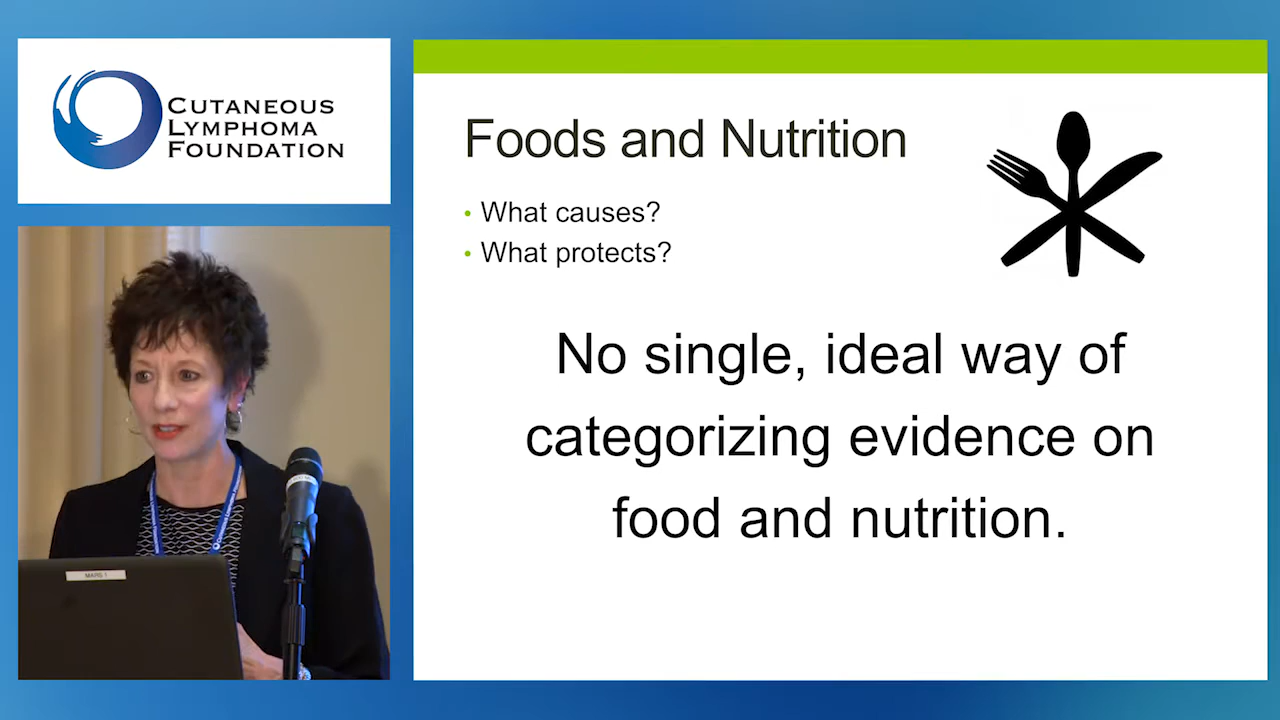 CUTANEOUS
LYMPHOMA
FOUNDATION
Foods and Nutrition
• What causes?
• What protects?
No single, ideal way of
categorizing evidence on
food and nutrition.